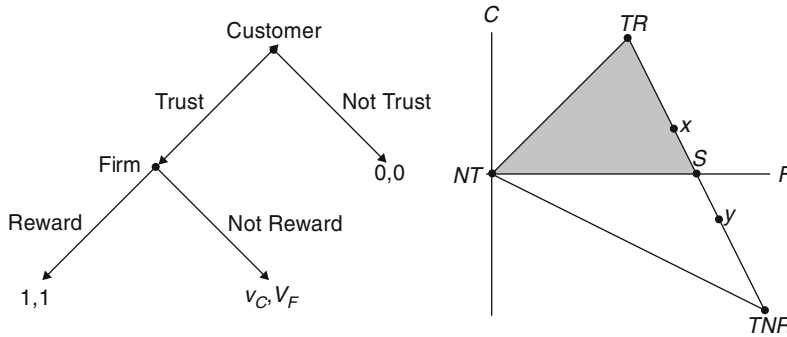 Customer
Trust
Not Trust
Firm
0,0
Reward
Not Reward
1,1
v_C, V_F
C
TR
x
S
NT
F
y
TNR